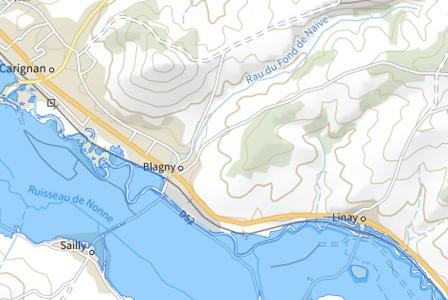 Carignan
Rau du Fond de Naive
Blagny
Ruisseau de Nonne
D52
Linay
Sailly